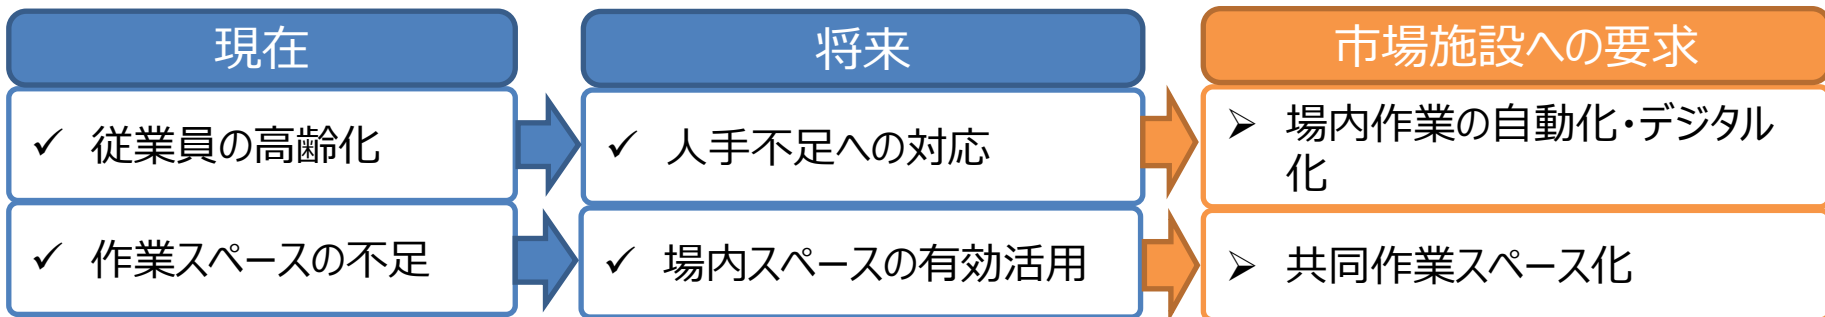 現在
将来
市場施設への要求
✓ 従業員の高齢化
✓ 人手不足への対応
➢ 場内作業の自動化・デジタル
化
✓ 作業スペースの不足
✓ 場内スペースの有効活用
➢ 共同作業スペース化